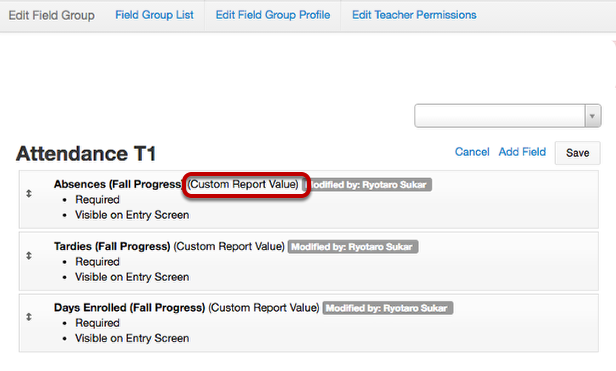 Edit Field Group Field Group List Edit Field Group Profile Edit Teacher Permissions
Attendance T1 Cancel Add Field Save
Absences (Fall Progress) (Custom Report Value) Modified by: Ryotaro Sukar
• Required
• Visible on Entry Screen
Tardies (Fall Progress) (Custom Report Value) Modified by: Ryotaro Sukar
• Required
• Visible on Entry Screen
Days Enrolled (Fall Progress) (Custom Report Value) Modified by: Ryotaro Sukar
• Required
• Visible on Entry Screen